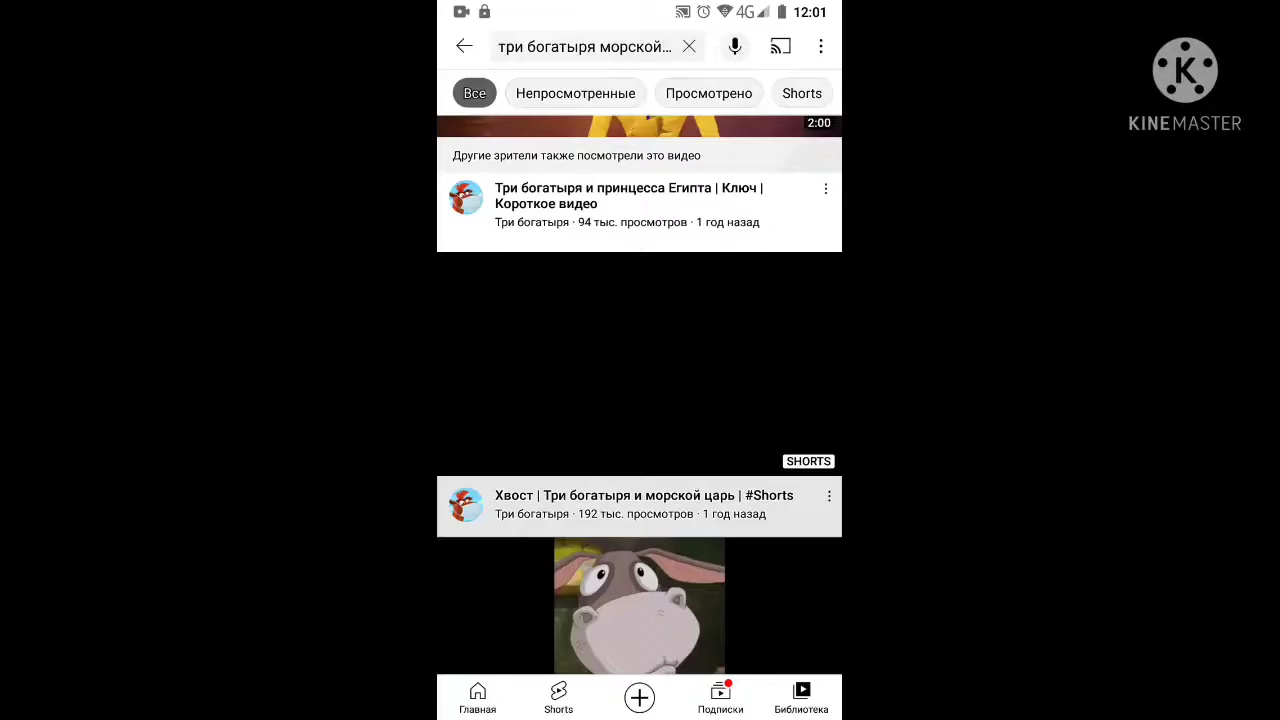 4G 12:01
три богатыря морской...
K
KINEMASTER
Все Непросмотренные Просмотрено Shorts
2:00
Другие зрители также посмотрели это видео
Три богатыря и принцесса Египта | Ключ |
Короткое видео
Три богатыря · 94 тыс. просмотров · 1 год назад
SHORTS
Хвост | Три богатыря и морской царь | #Shorts
Три богатыря · 192 тыс. просмотров · 1 год назад
Главная Shorts Подписки Библиотека